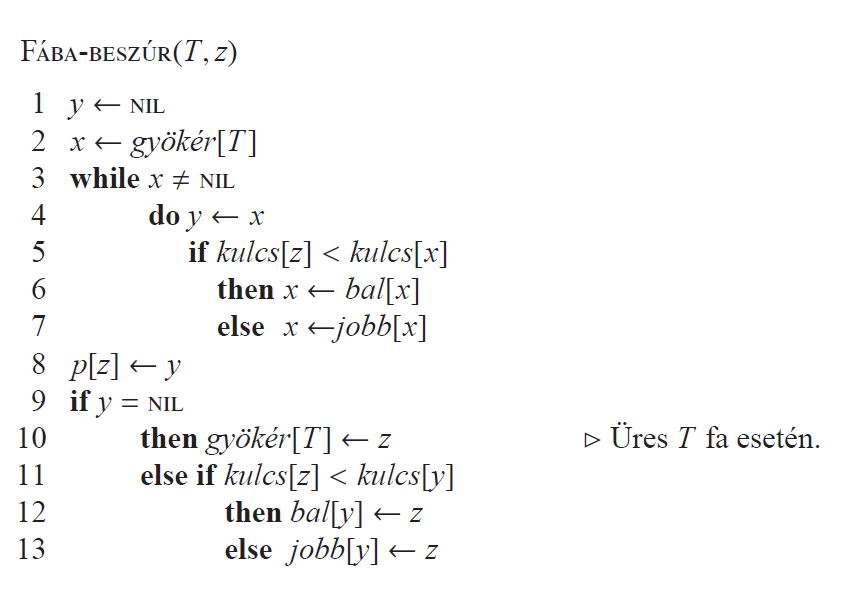 FÁBA-BESZÚR(T, z)
1 y ← NIL
2 x ← gyökér[T]
3 while x ≠ NIL
4 do y ← x
5 if kulcs[z] < kulcs[x]
6 then x ← bal[x]
7 else x ←jobb[x]
8 p[z] ← y
9 if y = NIL
10 then gyökér[T] ← z ▷ Üres T fa esetén.
11 else if kulcs[z] < kulcs[y]
12 then bal[y] ← z
13 else jobb[y] ← z